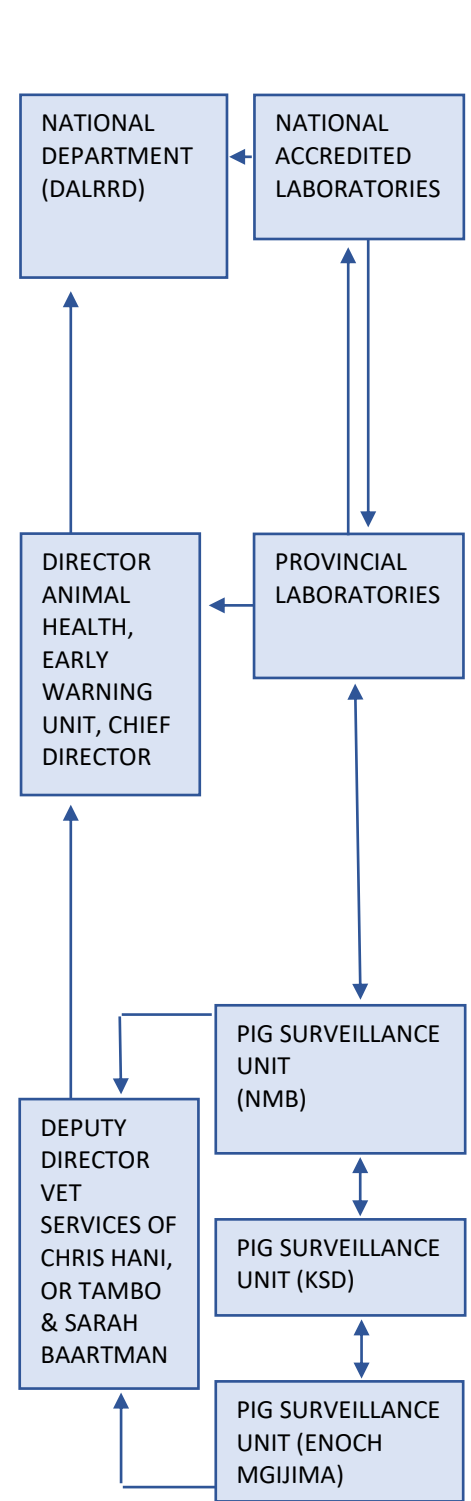 NATIONAL
DEPARTMENT
(DALRRD)
NATIONAL
ACCREDITED
LABORATORIES
DIRECTOR
ANIMAL
HEALTH,
EARLY
WARNING
UNIT, CHIEF
DIRECTOR
PROVINCIAL
LABORATORIES
PIG SURVEILLANCE
UNIT
(NMB)
DEPUTY
DIRECTOR
VET
SERVICES OF
CHRIS HANI,
OR TAMBO
& SARAH
BAARTMAN
PIG SURVEILLANCE
UNIT (KSD)
PIG SURVEILLANCE
UNIT (ENOCH
MGIJIMA)